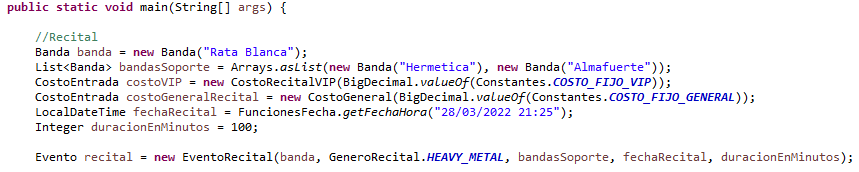 public static void main(String[] args) {
//Recital
Banda banda = new Banda("Rata Blanca");
List<Banda> bandasSoporte = Arrays.asList(new Banda("Hermetica"), new Banda("Almafuerte"));
CostoEntrada costoVIP = new CostoRecitalVIP(BigDecimal.valueOf(Constantes.COSTO_FIJO_VIP));
CostoEntrada costoGeneralRecital = new CostoGeneral(BigDecimal.valueOf(Constantes.COSTO_FIJO_GENERAL));
LocalDateTime fechaRecital = FuncionesFecha.getFechaHora("28/03/2022 21:25");
Integer duracionEnMinutos = 100;
Evento recital = new EventoRecital(banda, GeneroRecital.HEAVY_METAL, bandasSoporte, fechaRecital, duracionEnMinutos);